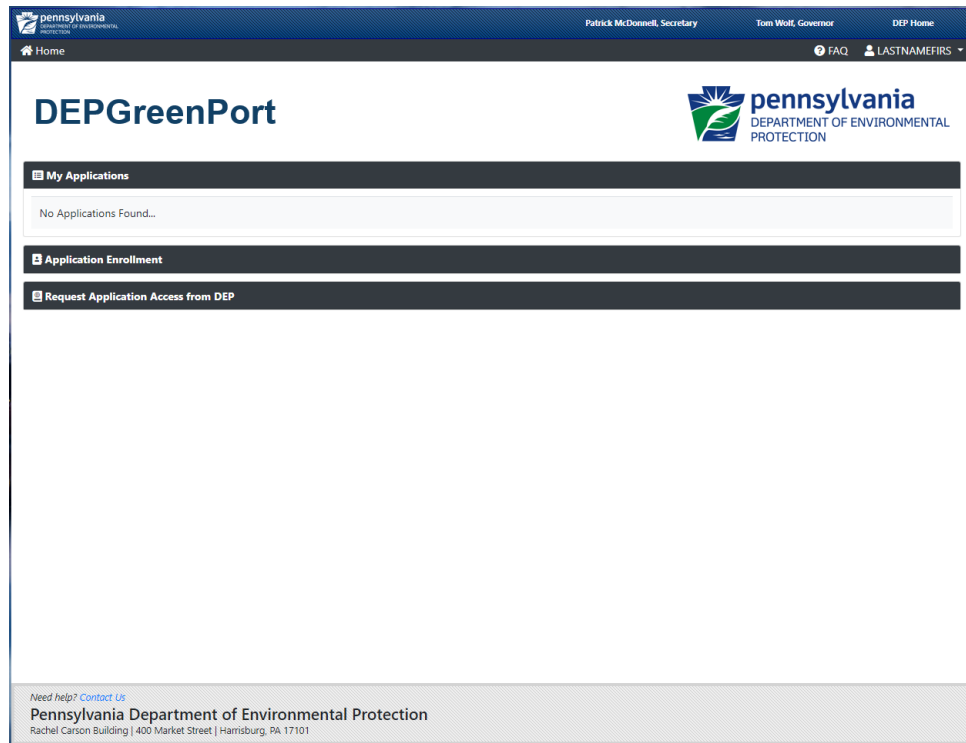 pennsylvania
DEPARTMENT OF ENVIRONMENTAL
PROTECTION
Patrick McDonnell, Secretary Tom Wolf, Governor DEP Home
Home FAQ LASTNAMEFIRS
DEPGreenPort
pennsylvania
DEPARTMENT OF ENVIRONMENTAL
PROTECTION
My Applications
No Applications Found...
Application Enrollment
Request Application Access from DEP
Need help? Contact Us
Pennsylvania Department of Environmental Protection
Rachel Carson Building | 400 Market Street | Harrisburg, PA 17101